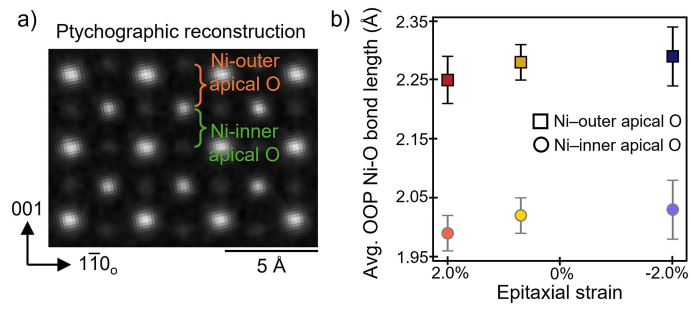 a)
Ptychographic reconstruction
Ni-outer
apical O
Ni-inner
apical O
001
11̅0ₒ
5 Å
b)
Avg. OOP Ni-O bond length (Å)
2.35
2.25
2.15
2.05
1.95
Ni–outer apical O
Ni–inner apical O
2.0%
0%
-2.0%
Epitaxial strain